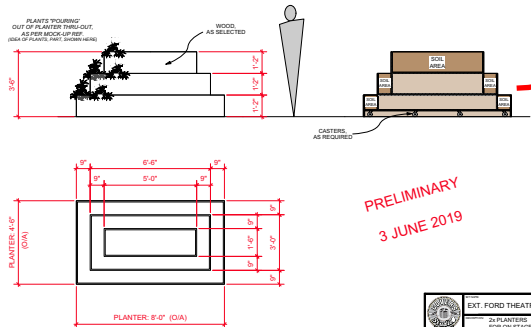 PLANTS "POURING"
OUT OF PLANTER THRU-OUT,
AS PER MOCK-UP REF.
(IDEA OF PLANTS, PART, SHOWN HERE)
WOOD,
AS SELECTED
3'-6"
1'-2"
1'-2"
1'-2"
SOIL
AREA
SOIL
AREA
SOIL
AREA
SOIL
AREA
SOIL
AREA
CASTERS,
AS REQUIRED
9"
6'-6"
9"
9"
5'-0"
9"
PLANTER: 4'-6"
(O/A)
9"
9"
1'-6"
3'-0"
9"
9"
PLANTER: 8'-0" (O/A)
PRELIMINARY
3 JUNE 2019
EXT. FORD THEATR
2x PLANTERS